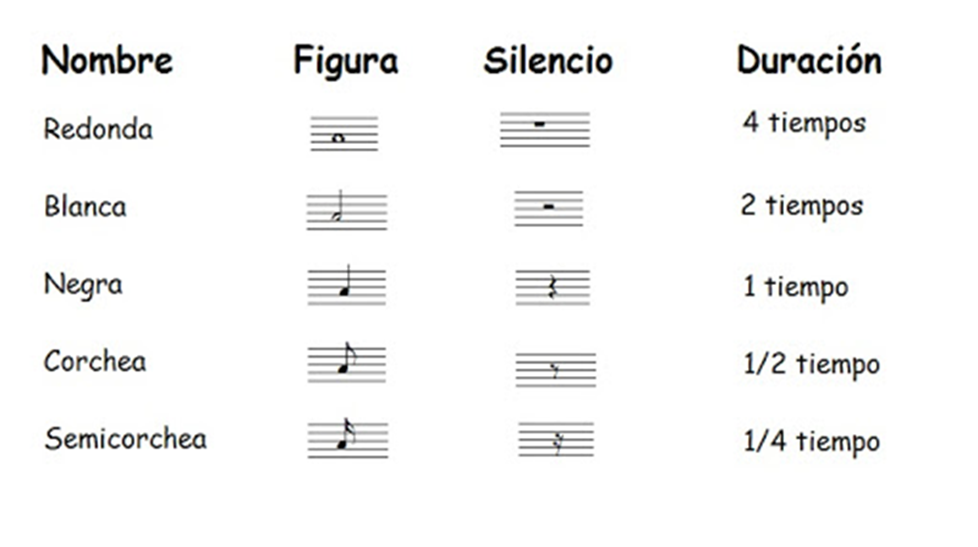 Nombre Figura Silencio Duración
Redonda 4 tiempos
Blanca 2 tiempos
Negra 1 tiempo
Corchea 1/2 tiempo
Semicorchea 1/4 tiempo